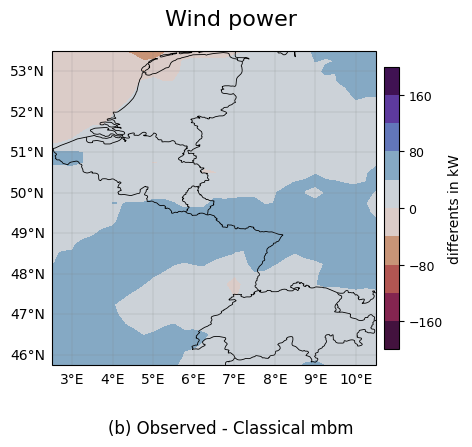 Wind power
53°N
52°N
51°N
50°N
49°N
48°N
47°N
46°N
3°E 4°E 5°E 6°E 7°E 8°E 9°E 10°E
160
80
0
−80
−160
differents in kW
(b) Observed - Classical mbm